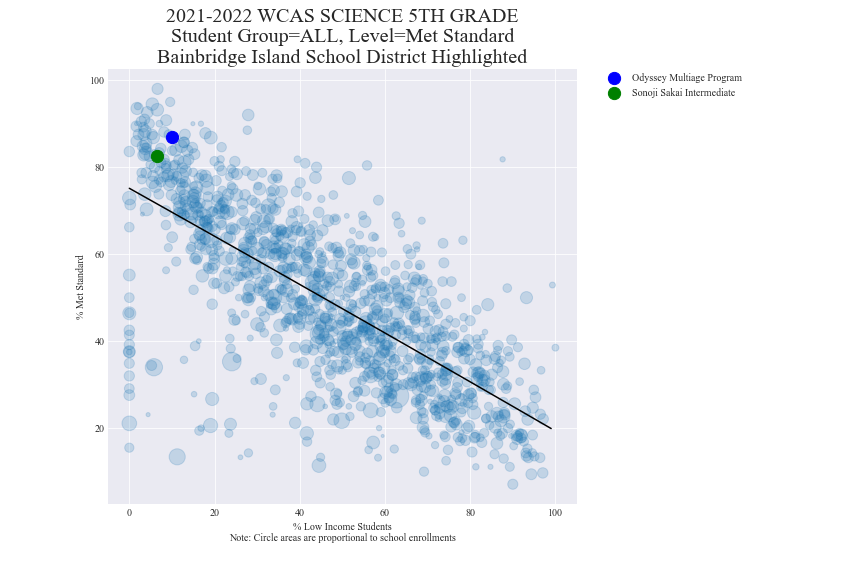 2021-2022 WCAS SCIENCE 5TH GRADE
Student Group=ALL, Level=Met Standard
Bainbridge Island School District Highlighted
Odyssey Multiage Program
Sonoji Sakai Intermediate
% Met Standard
100
80
60
40
20
0 20 40 60 80 100
% Low Income Students
Note: Circle areas are proportional to school enrollments